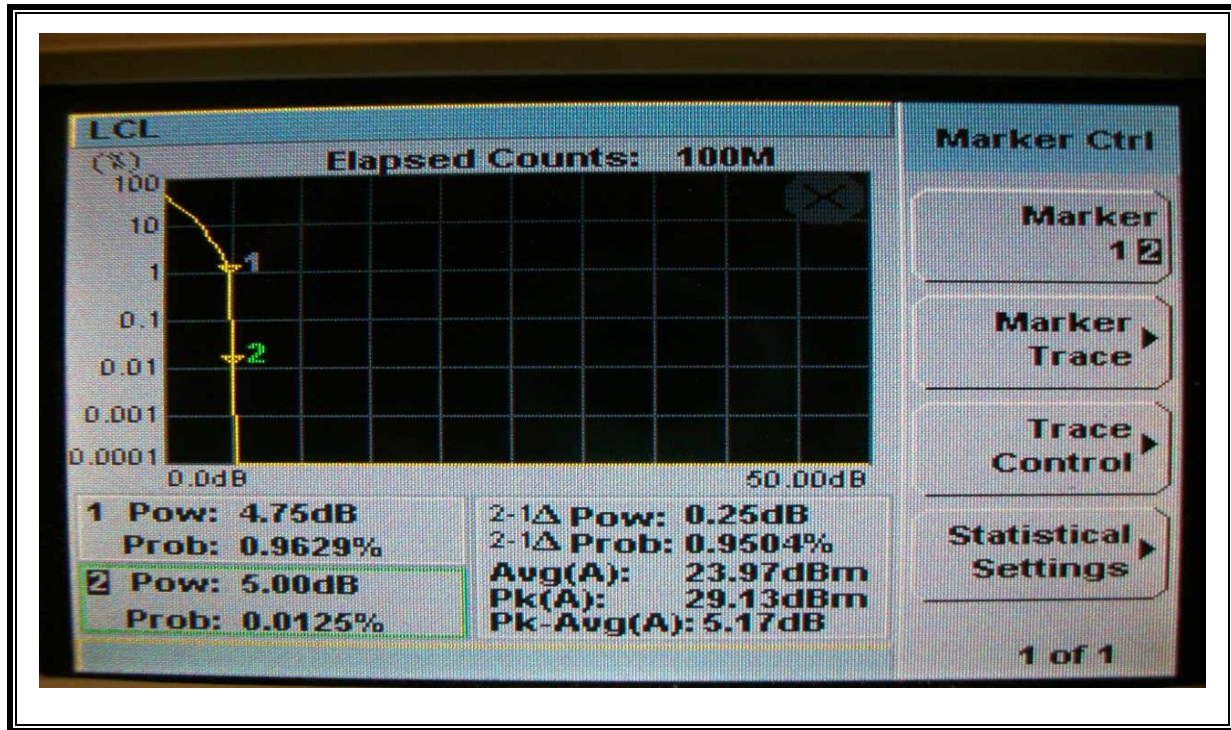 LCL
(%)
Elapsed Counts: 100M
100
10
1
0.1
0.01
0.001
0.0001
1
2
0.0dB
50.00dB
1 Pow: 4.75dB
Prob: 0.9629%
2 Pow: 5.00dB
Prob: 0.0125%
2-1Δ Pow: 0.25dB
2-1Δ Prob: 0.9504%
Avg(A): 23.97dBm
Pk(A): 29.13dBm
Pk-Avg(A): 5.17dB
Marker Ctrl
Marker
1 2
Marker
Trace
Trace
Control
Statistical
Settings
1 of 1